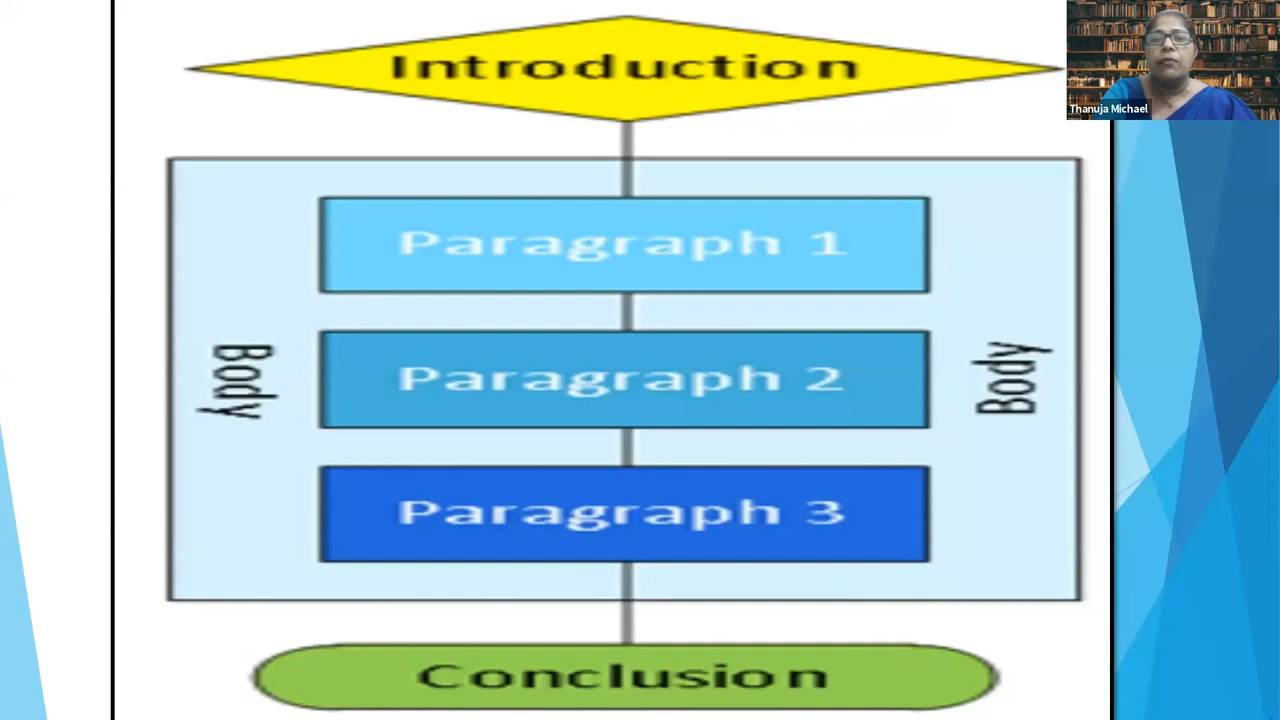 Introduction
Thanuja Michael
Paragraph 1
Body
Paragraph 2
Body
Paragraph 3
Conclusion